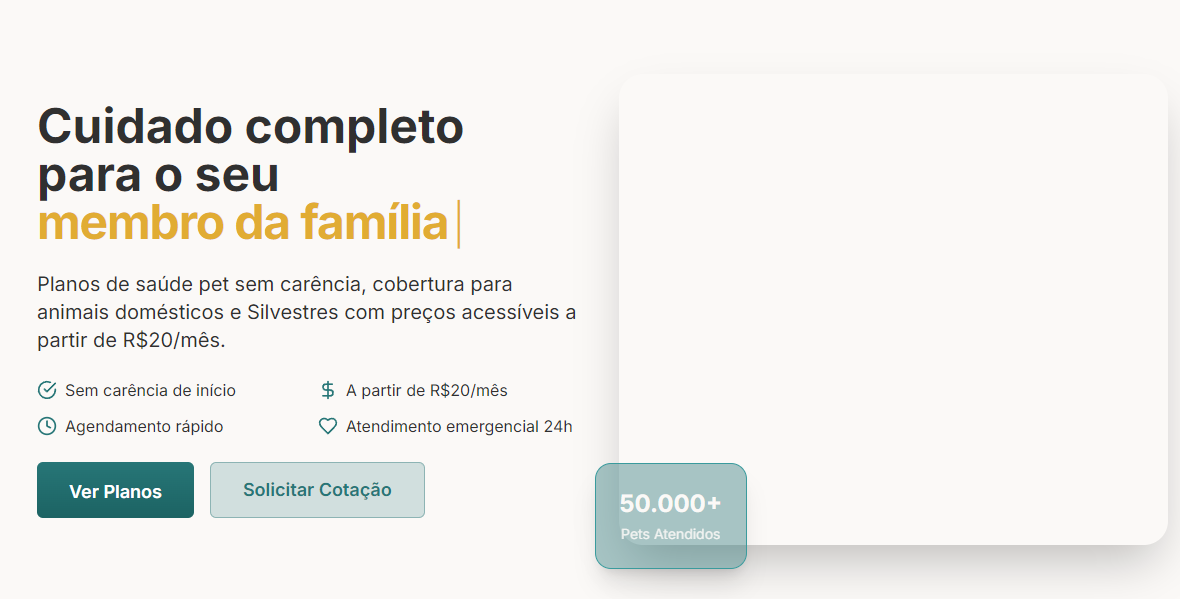 Cuidado completo
para o seu
membro da família
Planos de saúde pet sem carência, cobertura para
animais domésticos e Silvestres com preços acessíveis a
partir de R$20/mês.
Sem carência de início
A partir de R$20/mês
Agendamento rápido
Atendimento emergencial 24h
Ver Planos
Solicitar Cotação
50.000+
Pets Atendidos